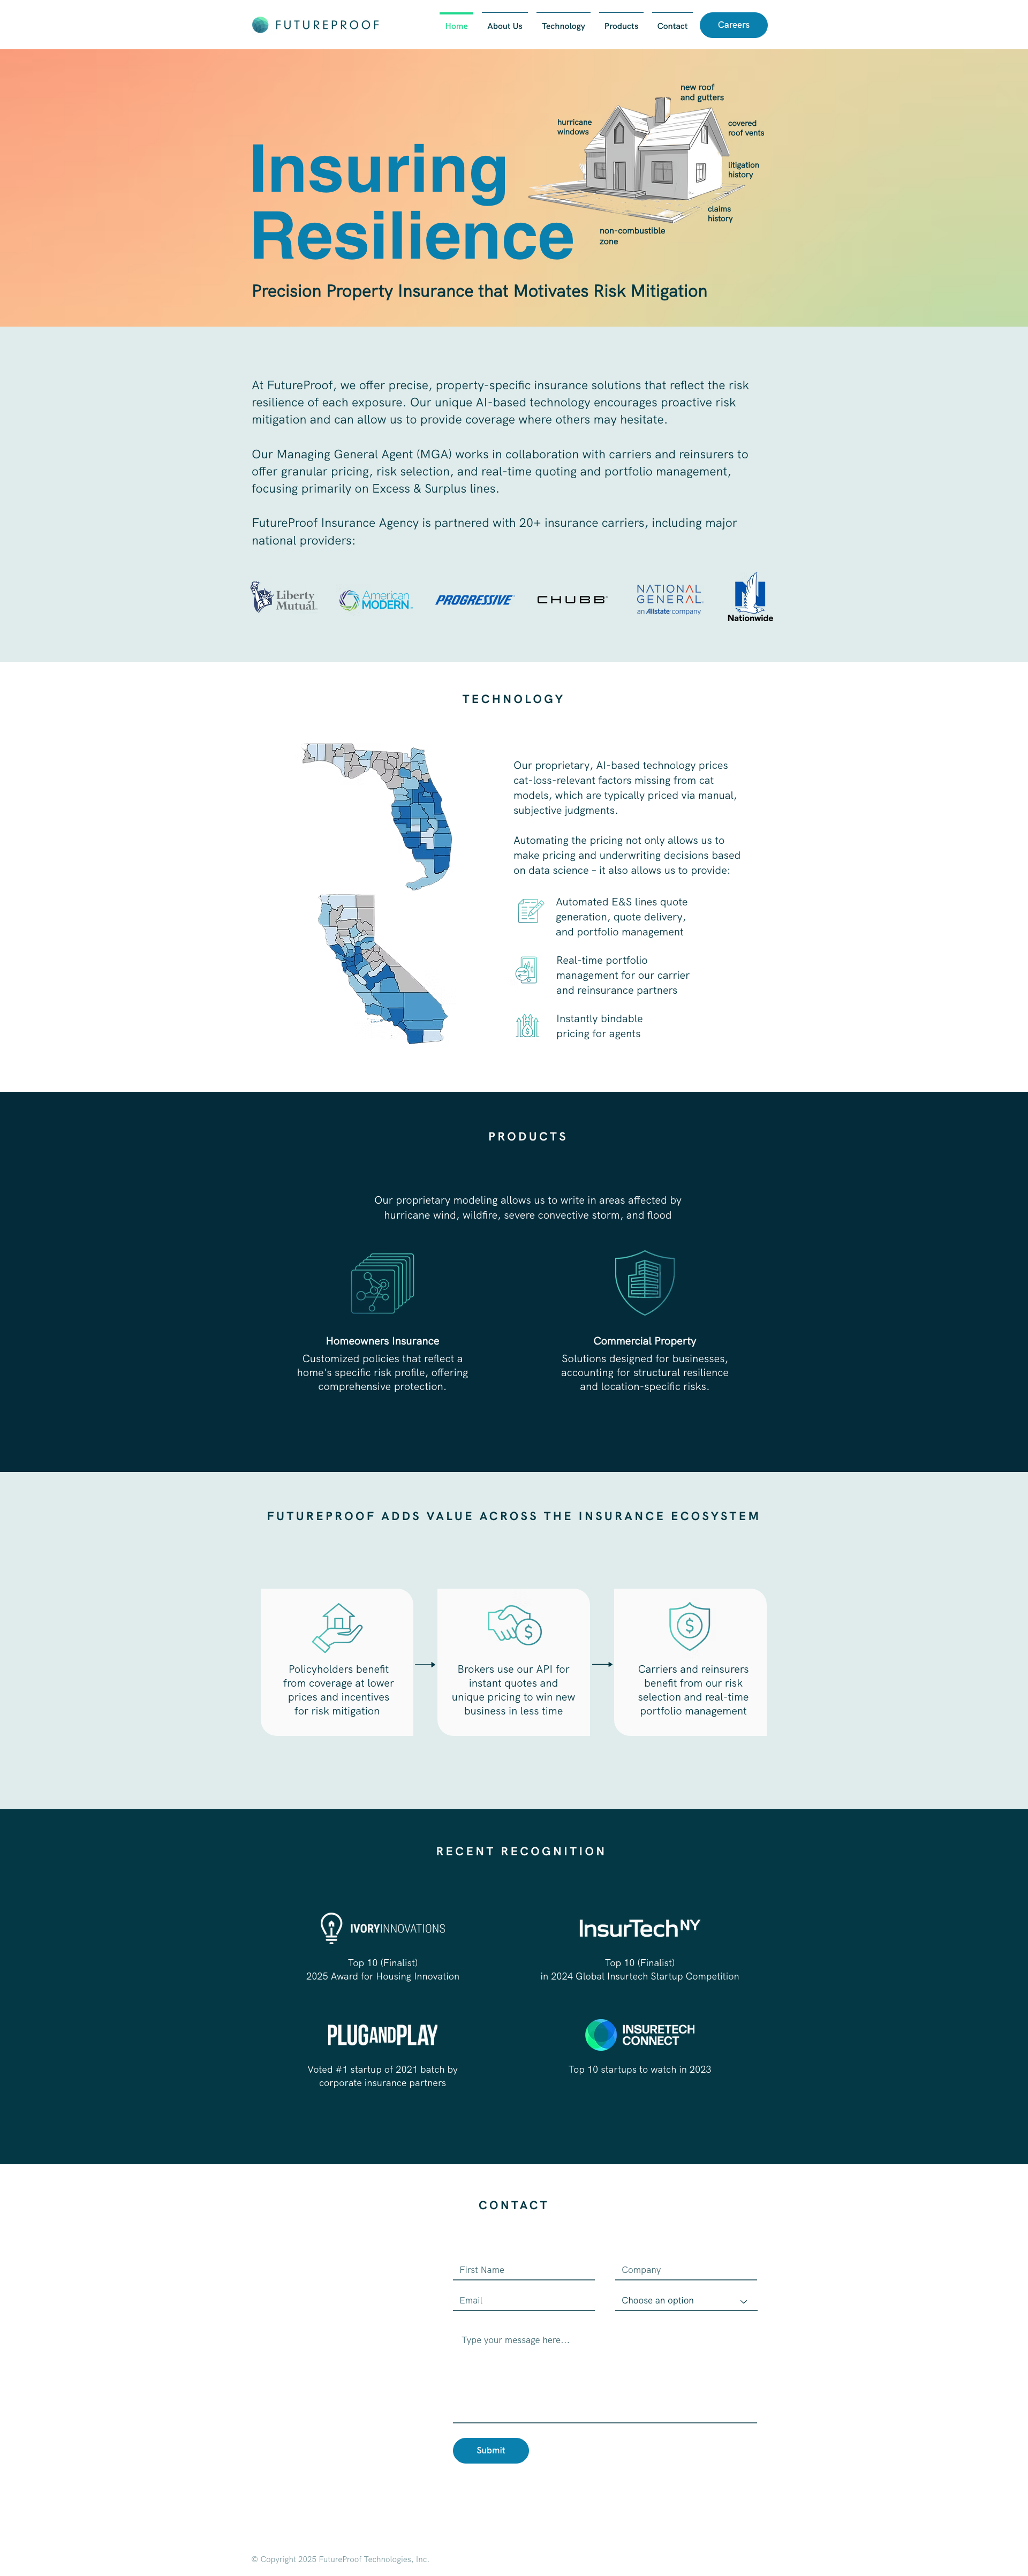 FUTUREPROOF
Home
About Us
Technology
Products
Contact
Careers
new roof
and gutters
hurricane
windows
covered
roof vents
litigation
history
claims
history
non-combustible
zone
Insuring
Resilience
Precision Property Insurance that Motivates Risk Mitigation
At FutureProof, we offer precise, property-specific insurance solutions that reflect the risk
resilience of each exposure. Our unique AI-based technology encourages proactive risk
mitigation and can allow us to provide coverage where others may hesitate.
Our Managing General Agent (MGA) works in collaboration with carriers and reinsurers to
offer granular pricing, risk selection, and real-time quoting and portfolio management,
focusing primarily on Excess & Surplus lines.
FutureProof Insurance Agency is partnered with 20+ insurance carriers, including major
national providers:
Liberty
Mutual
American
MODERN
PROGRESSIVE
CHUBB
NATIONAL
GENERAL
an Allstate company
Nationwide
TECHNOLOGY
Our proprietary, AI-based technology prices
cat-loss-relevant factors missing from cat
models, which are typically priced via manual,
subjective judgments.
Automating the pricing not only allows us to
make pricing and underwriting decisions based
on data science – it also allows us to provide:
Automated E&S lines quote
generation, quote delivery,
and portfolio management
Real-time portfolio
management for our carrier
and reinsurance partners
Instantly bindable
pricing for agents
PRODUCTS
Our proprietary modeling allows us to write in areas affected by
hurricane wind, wildfire, severe convective storm, and flood
Homeowners Insurance
Customized policies that reflect a
home's specific risk profile, offering
comprehensive protection.
Commercial Property
Solutions designed for businesses,
accounting for structural resilience
and location-specific risks.
FUTUREPROOF ADDS VALUE ACROSS THE INSURANCE ECOSYSTEM
Policyholders benefit
from coverage at lower
prices and incentives
for risk mitigation
Brokers use our API for
instant quotes and
unique pricing to win new
business in less time
Carriers and reinsurers
benefit from our risk
selection and real-time
portfolio management
RECENT RECOGNITION
IVORYINNOVATIONS
Top 10 (Finalist)
2025 Award for Housing Innovation
InsurTechNY
Top 10 (Finalist)
in 2024 Global Insurtech Startup Competition
PLUGANDPLAY
Voted #1 startup of 2021 batch by
corporate insurance partners
INSURETECH
CONNECT
Top 10 startups to watch in 2023
CONTACT
First Name
Company
Email
Choose an option
Type your message here...
Submit
© Copyright 2025 FutureProof Technologies, Inc.